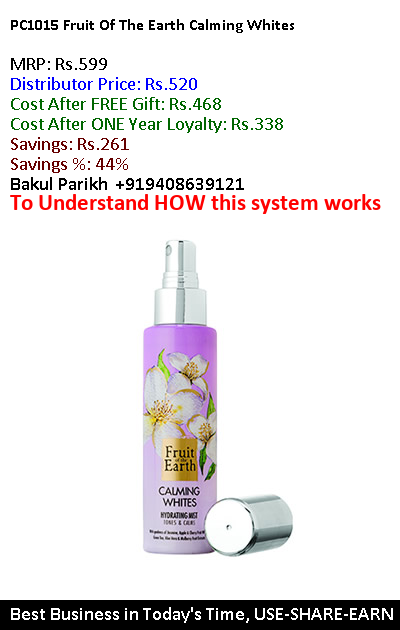 PC1015 Fruit Of The Earth Calming Whites
MRP: Rs.599
Distributor Price: Rs.520
Cost After FREE Gift: Rs.468
Cost After ONE Year Loyalty: Rs.338
Savings: Rs.261
Savings %: 44%
Bakul Parikh +919408639121
To Understand HOW this system works
Fruit
of the
Earth
CALMING
WHITES
HYDRATING MIST
TONES & CALMS
Best Business in Today's Time, USE-SHARE-EARN